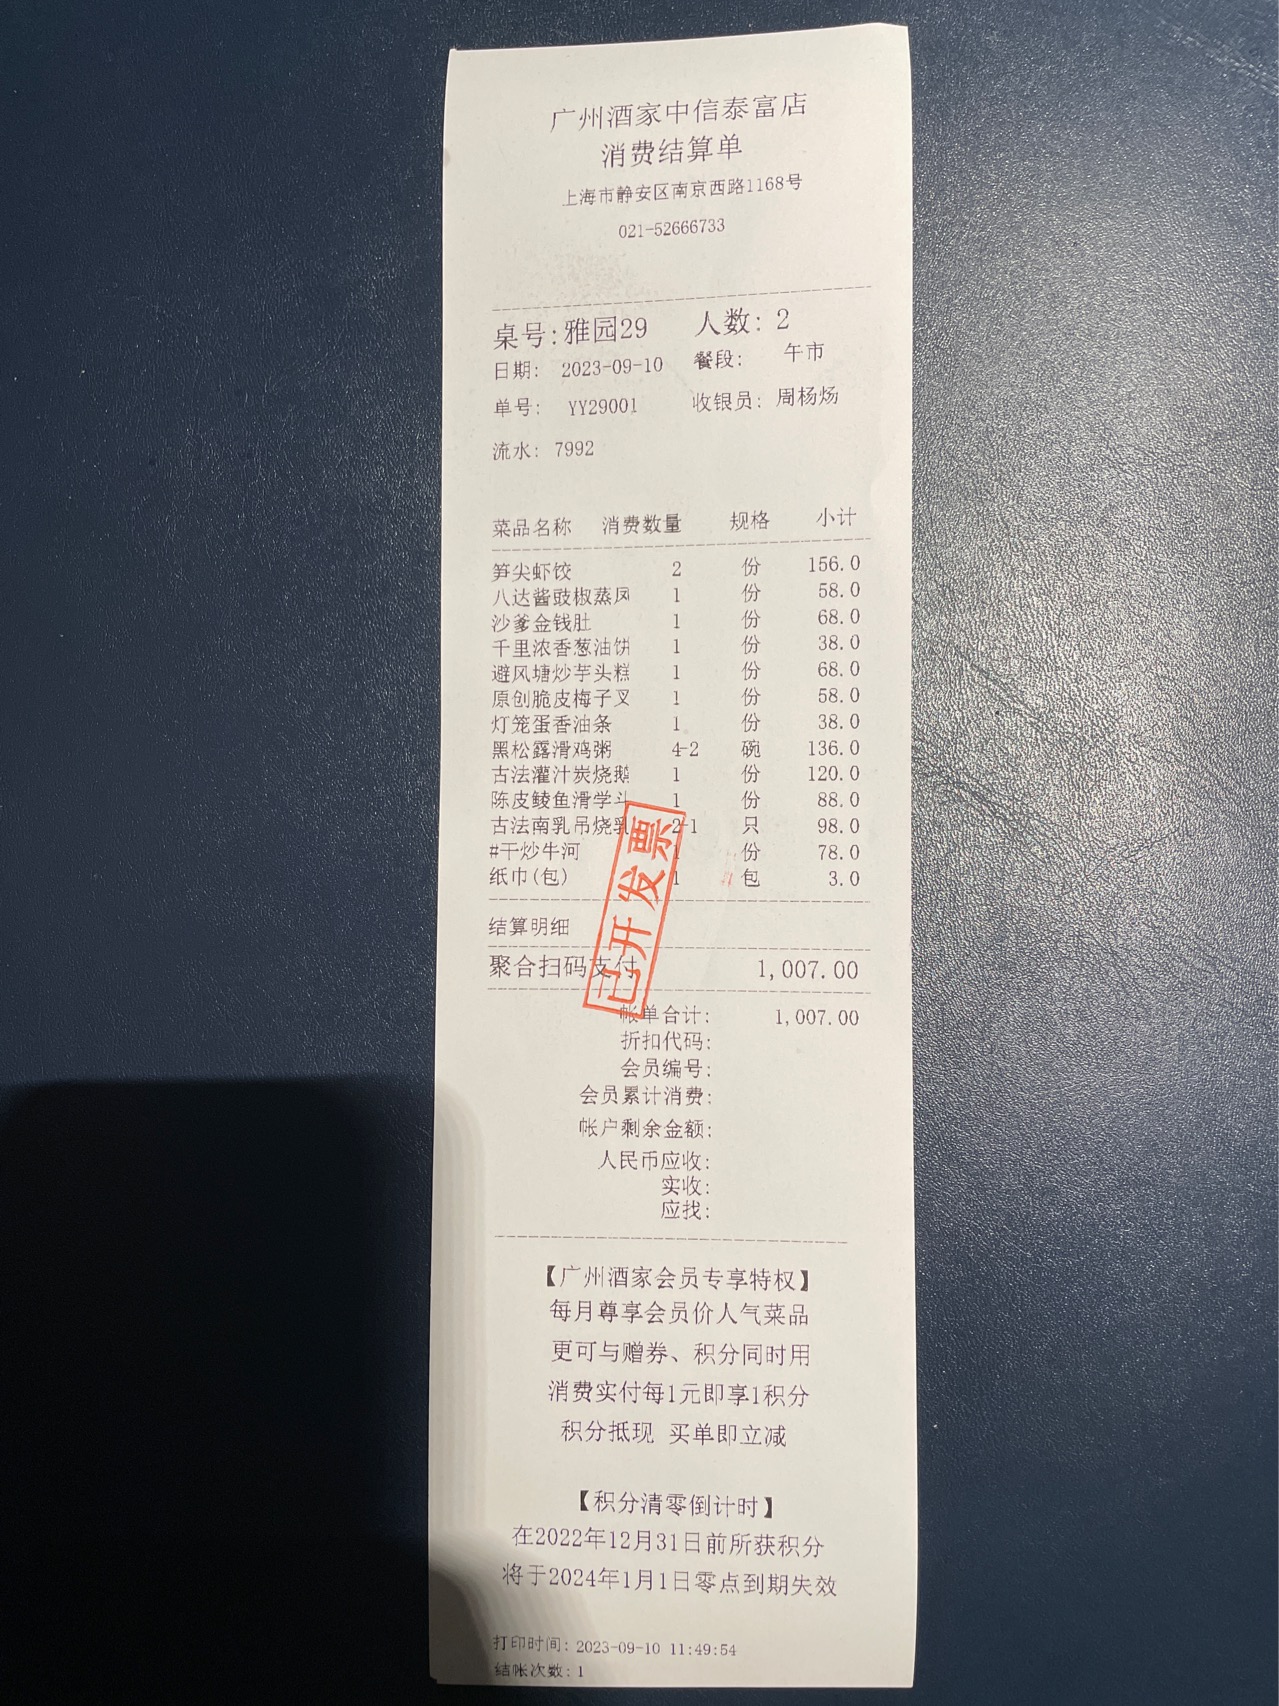 广州酒家中信泰富店
消费结算单
上海市静安区南京西路1168号
021-52666733
桌号:雅园29 人数: 2
日期: 2023-09-10 餐段: 午市
单号: YY29001 收银员: 周杨炀
流水: 7992
菜品名称 消费数量 规格 小计
笋尖虾饺 2 份 156.0
八达酱豉椒蒸凤 1 份 58.0
沙爹金钱肚 1 份 68.0
千里浓香葱油饼 1 份 38.0
避风塘炒芋头糕 1 份 68.0
原创脆皮梅子叉 1 份 58.0
灯笼蛋香油条 1 份 38.0
黑松露滑鸡粥 4-2 碗 136.0
古法灌汁炭烧鹅 1 份 120.0
陈皮鲮鱼滑学斗 1 份 88.0
古法南乳吊烧乳 2-1 只 98.0
#干炒牛河 1 份 78.0
纸巾(包) 1 包 3.0
已开发票
结算明细
聚合扫码支付 1,007.00
帐单合计: 1,007.00
折扣代码:
会员编号:
会员累计消费:
帐户剩余金额:
人民币应收:
实收:
应找:
【广州酒家会员专享特权】
每月尊享会员价人气菜品
更可与赠券、积分同时用
消费实付每1元即享1积分
积分抵现 买单即立减
【积分清零倒计时】
在2022年12月31日前所获积分
将于2024年1月1日零点到期失效
打印时间: 2023-09-10 11:49:54
结帐次数: 1